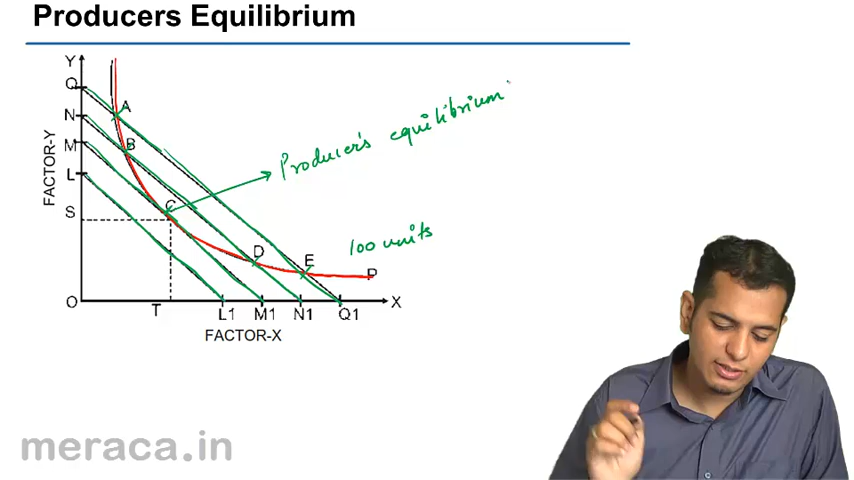 Producers Equilibrium
Y
Q
N
M
L
S
O
FACTOR-Y
A
B
C
D
E
P
Producer's equilibrium
100 units
T
L1
M1
N1
Q1
X
FACTOR-X
meraca.in